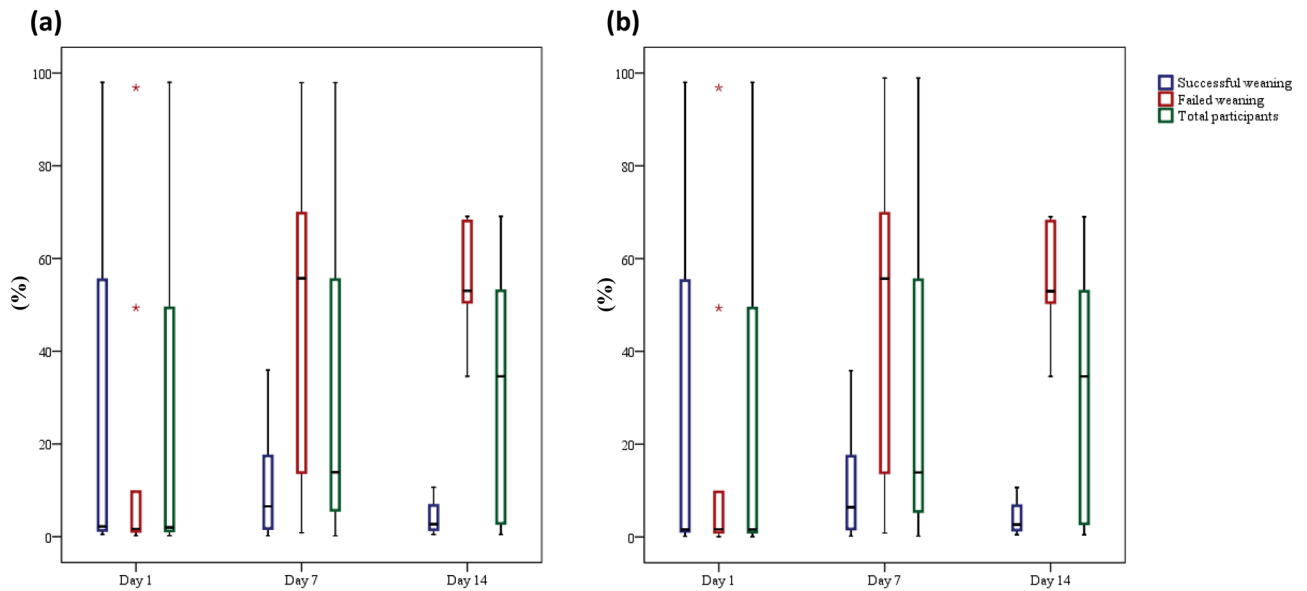 (a)
100
80
60
40
20
0
(%)
Day 1 Day 7 Day 14
(b)
100
80
60
40
20
0
(%)
Day 1 Day 7 Day 14
Successful weaning
Failed weaning
Total participants